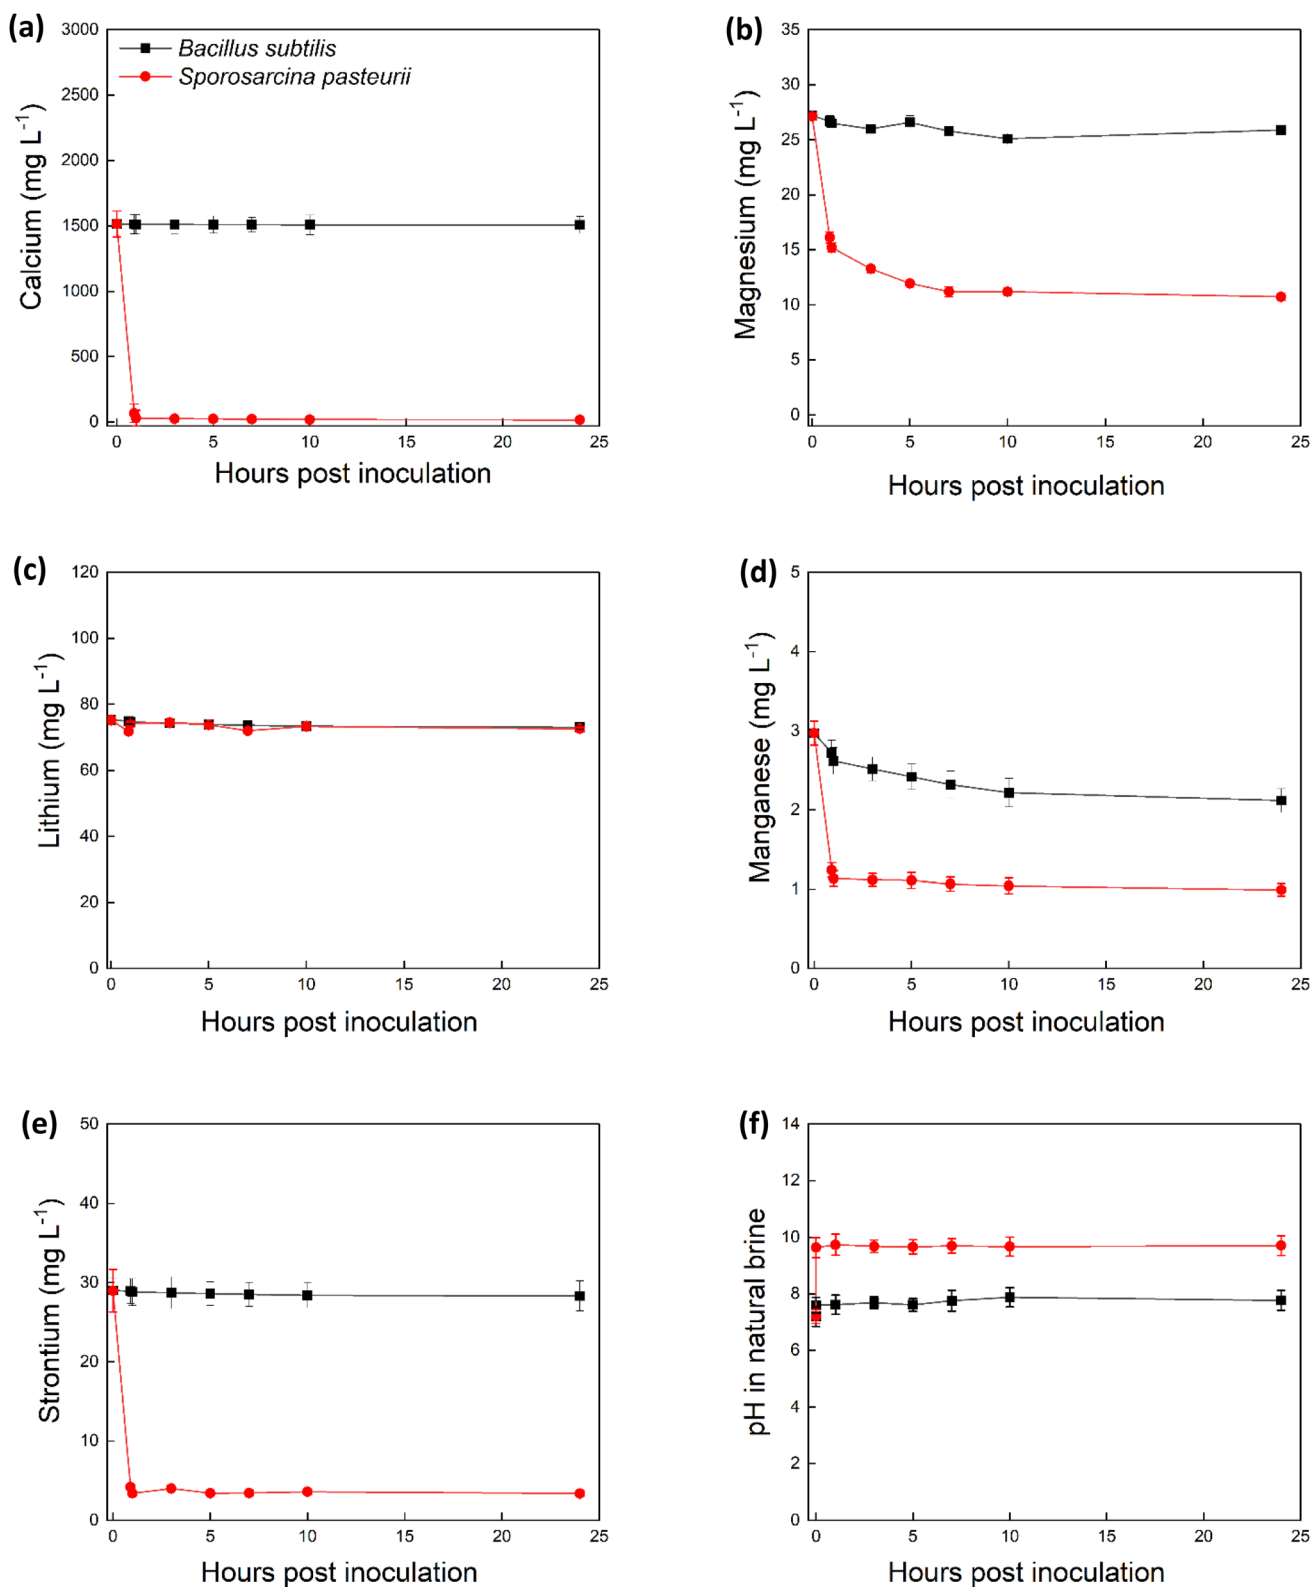 (a)
3000
2500
2000
1500
1000
500
0
Calcium (mg L⁻¹)
Bacillus subtilis
Sporosarcina pasteurii
0 5 10 15 20 25
Hours post inoculation
(b)
35
30
25
20
15
10
5
0
Magnesium (mg L⁻¹)
0 5 10 15 20 25
Hours post inoculation
(c)
120
100
80
60
40
20
0
Lithium (mg L⁻¹)
0 5 10 15 20 25
Hours post inoculation
(d)
5
4
3
2
1
0
Manganese (mg L⁻¹)
0 5 10 15 20 25
Hours post inoculation
(e)
50
40
30
20
10
0
Strontium (mg L⁻¹)
0 5 10 15 20 25
Hours post inoculation
(f)
14
12
10
8
6
4
2
0
pH in natural brine
0 5 10 15 20 25
Hours post inoculation